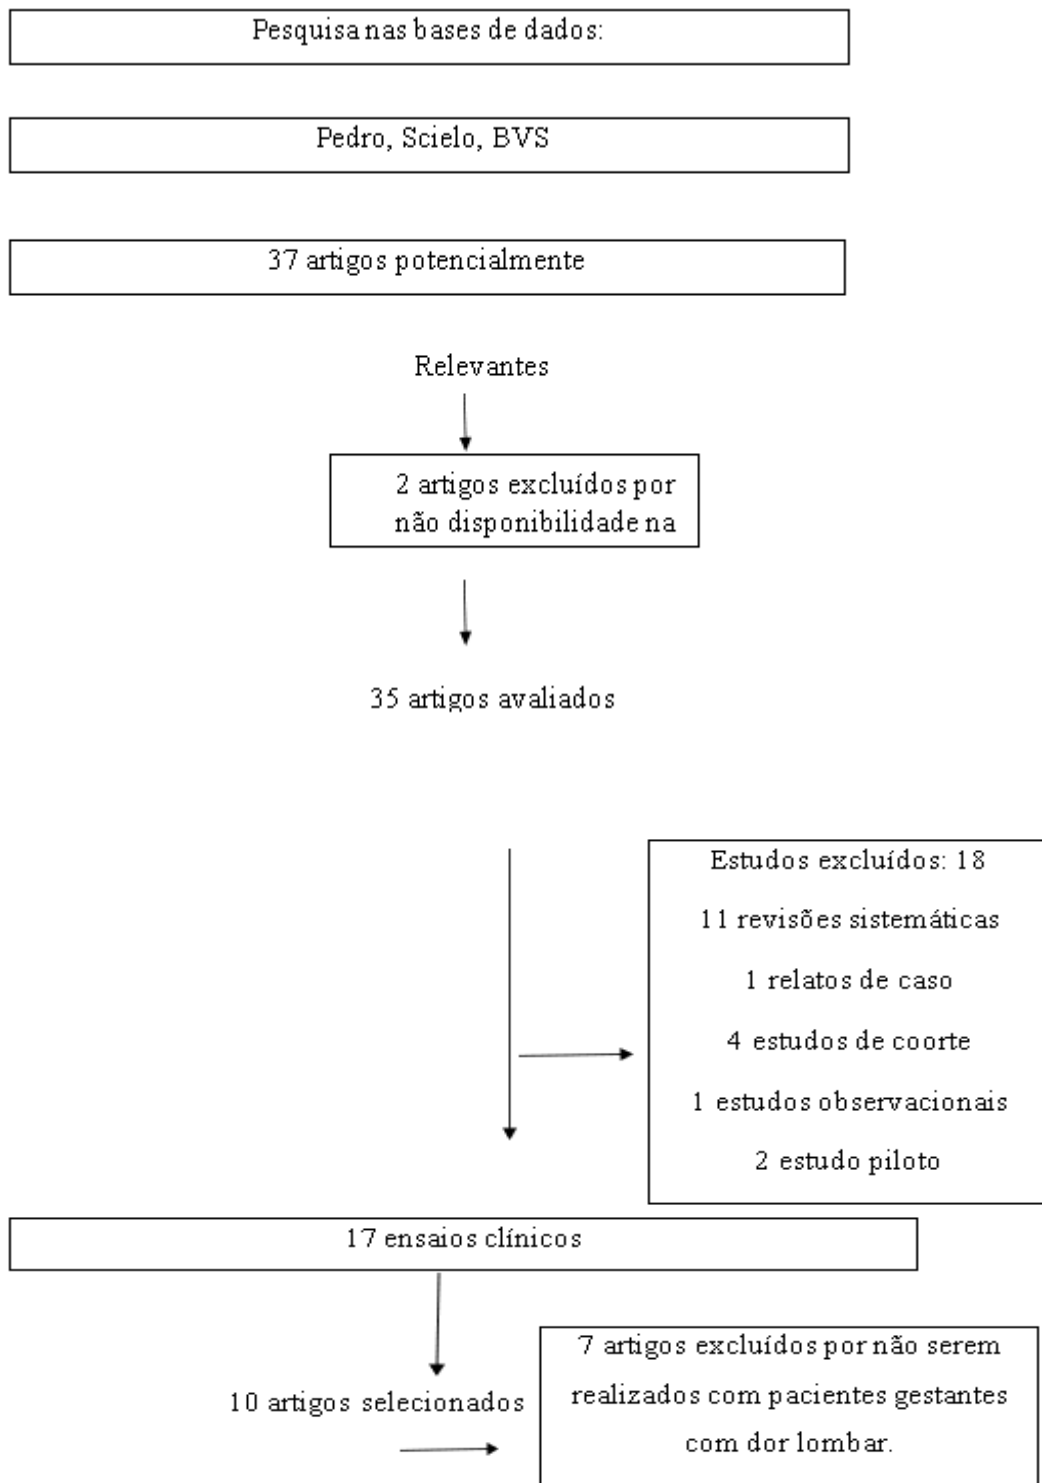 Pesquisa nas bases de dados:
Pedro, Scielo, BVS
37 artigos potencialmente
Relevantes
2 artigos excluídos por
não disponibilidade na
35 artigos avaliados
Estudos excluídos: 18
11 revisões sistemáticas
1 relatos de caso
4 estudos de coorte
1 estudos observacionais
2 estudo piloto
17 ensaios clínicos
10 artigos selecionados
7 artigos excluídos por não serem
realizados com pacientes gestantes
com dor lombar.